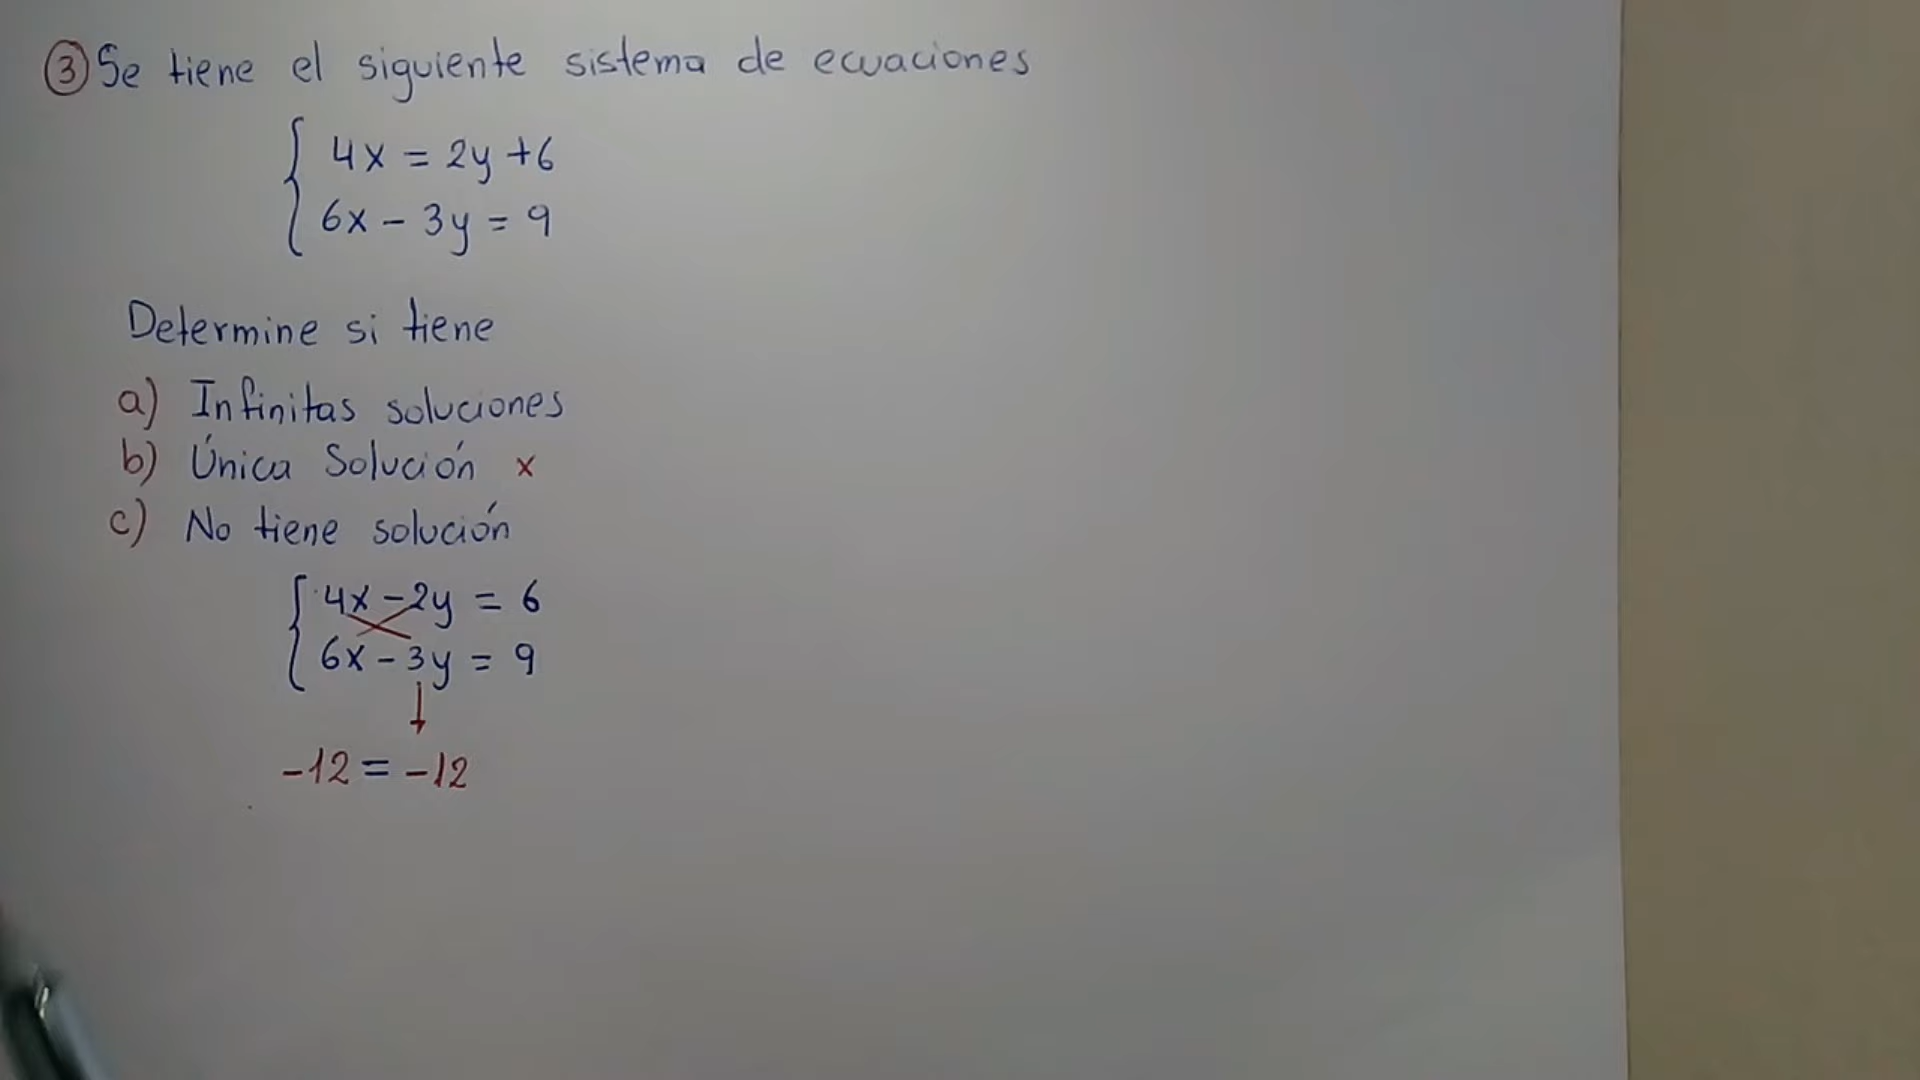 ③ Se tiene el siguiente sistema de ecuaciones
4x = 2y + 6
6x - 3y = 9
Determine si tiene
a) Infinitas soluciones
b) Única Solución x
c) No tiene solución
4x - 2y = 6
6x - 3y = 9
-12 = -12